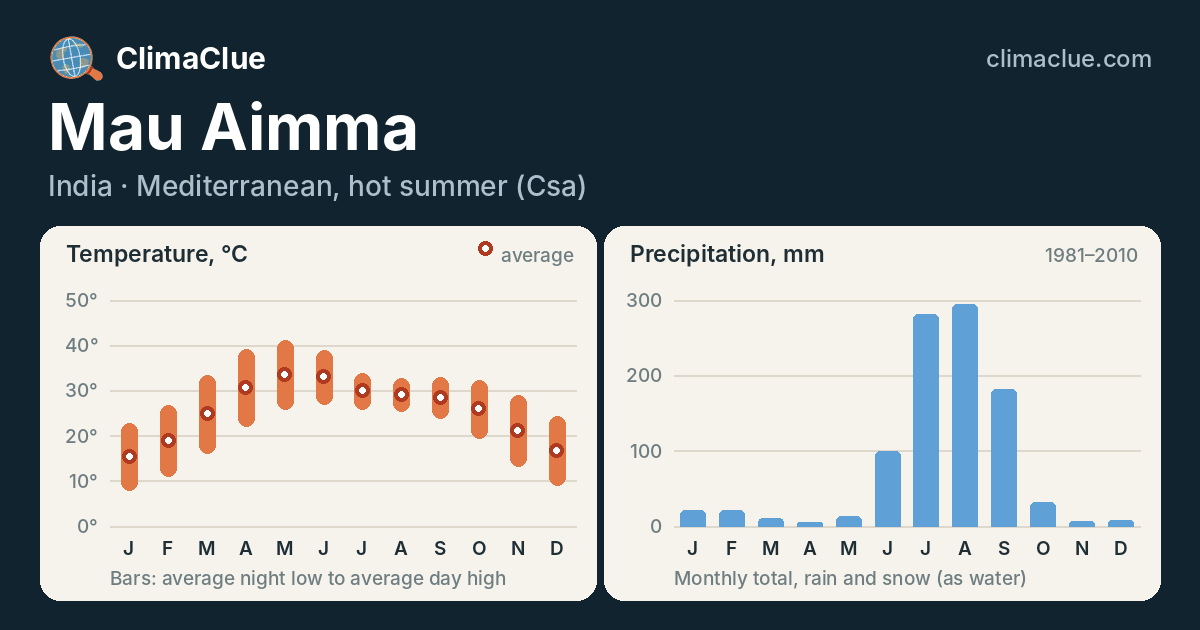 ClimaClue
climaclue.com
Mau Aimma
India · Mediterranean, hot summer (Csa)
Temperature, °C
average
50°
40°
30°
20°
10°
0°
J F M A M J J A S O N D
Bars: average night low to average day high
Precipitation, mm
1981–2010
300
200
100
0
J F M A M J J A S O N D
Monthly total, rain and snow (as water)